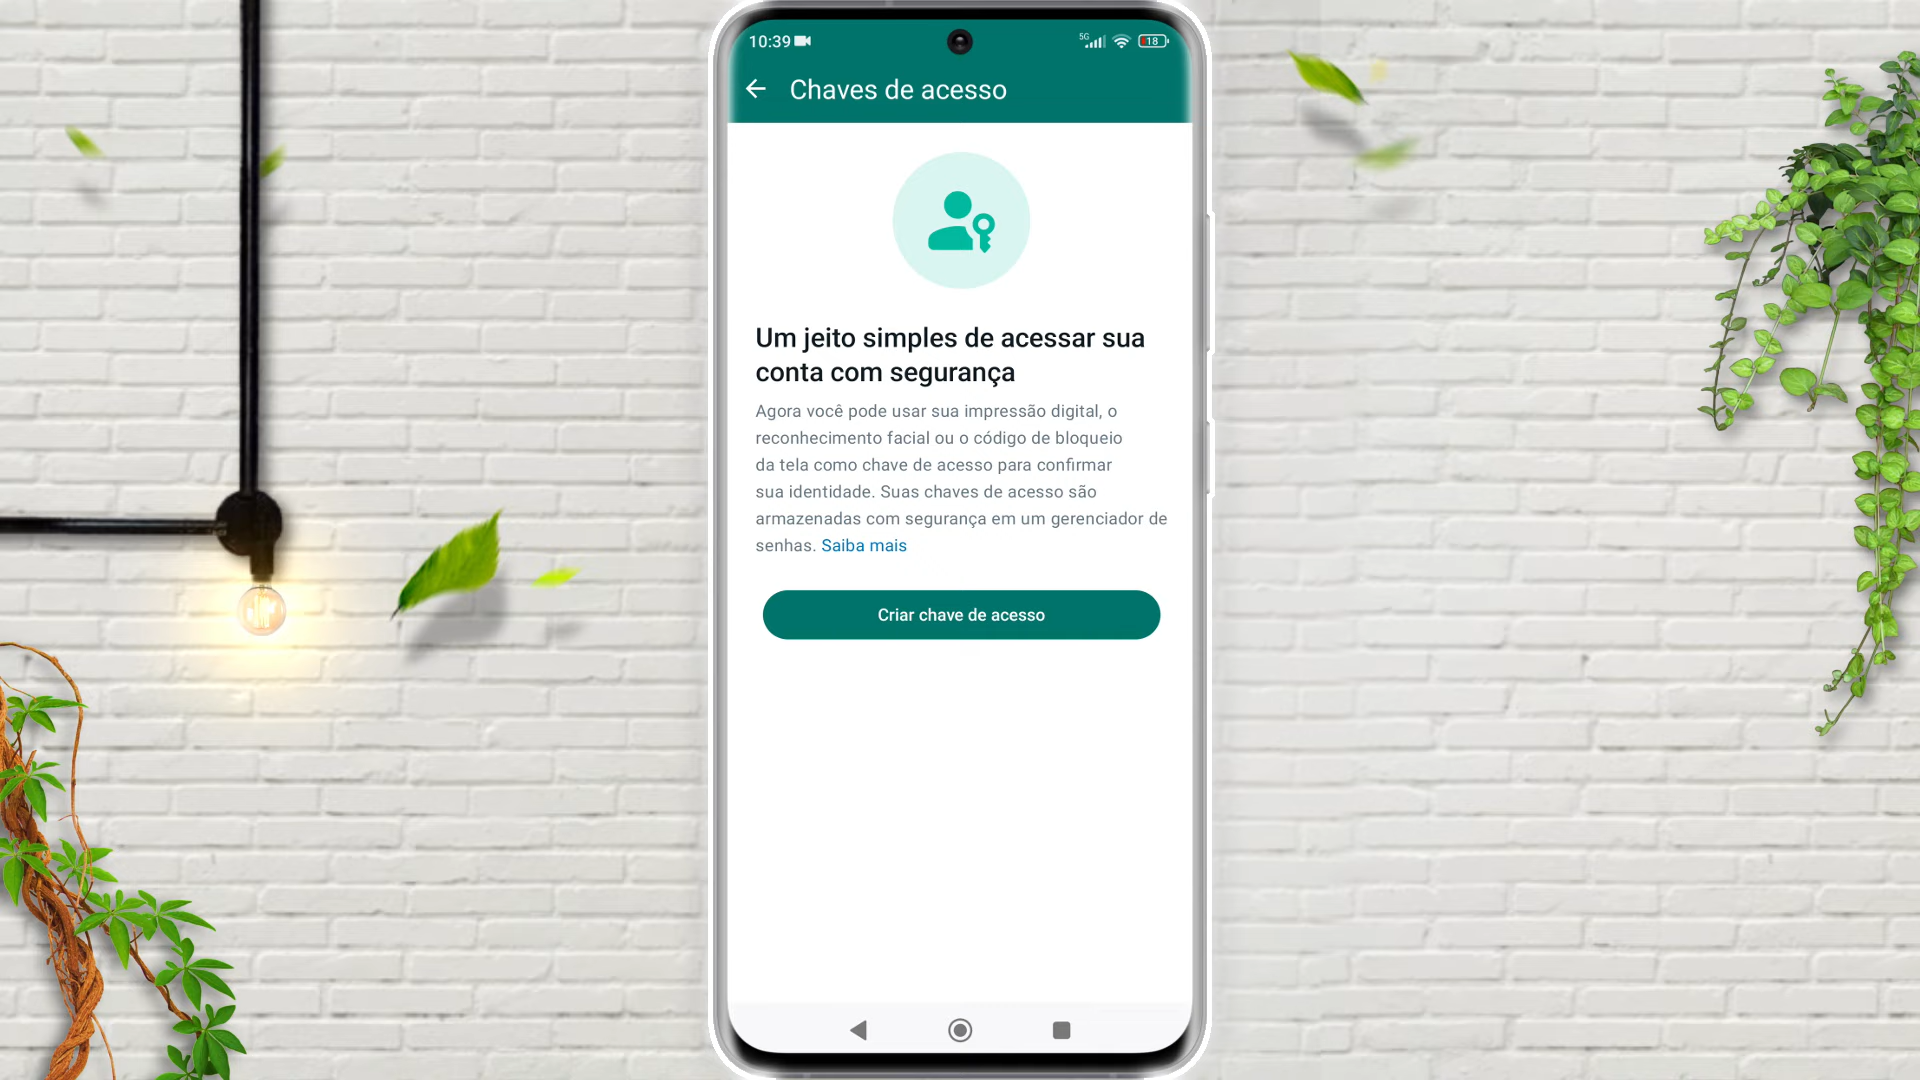 10:39
5G
18
Chaves de acesso
Um jeito simples de acessar sua
conta com segurança
Agora você pode usar sua impressão digital, o
reconhecimento facial ou o código de bloqueio
da tela como chave de acesso para confirmar
sua identidade. Suas chaves de acesso são
armazenadas com segurança em um gerenciador de
senhas. Saiba mais
Criar chave de acesso